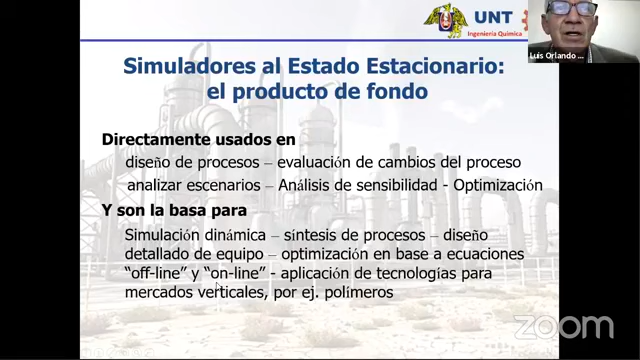 UNT
Ingeniería Química
Luis Orlando ...
Simuladores al Estado Estacionario:
el producto de fondo
Directamente usados en
diseño de procesos – evaluación de cambios del proceso
analizar escenarios – Análisis de sensibilidad - Optimización
Y son la basa para
Simulación dinámica – síntesis de procesos – diseño
detallado de equipo – optimización en base a ecuaciones
“off-line” y “on-line” - aplicación de tecnologías para
mercados verticales, por ej. polímeros
zoom